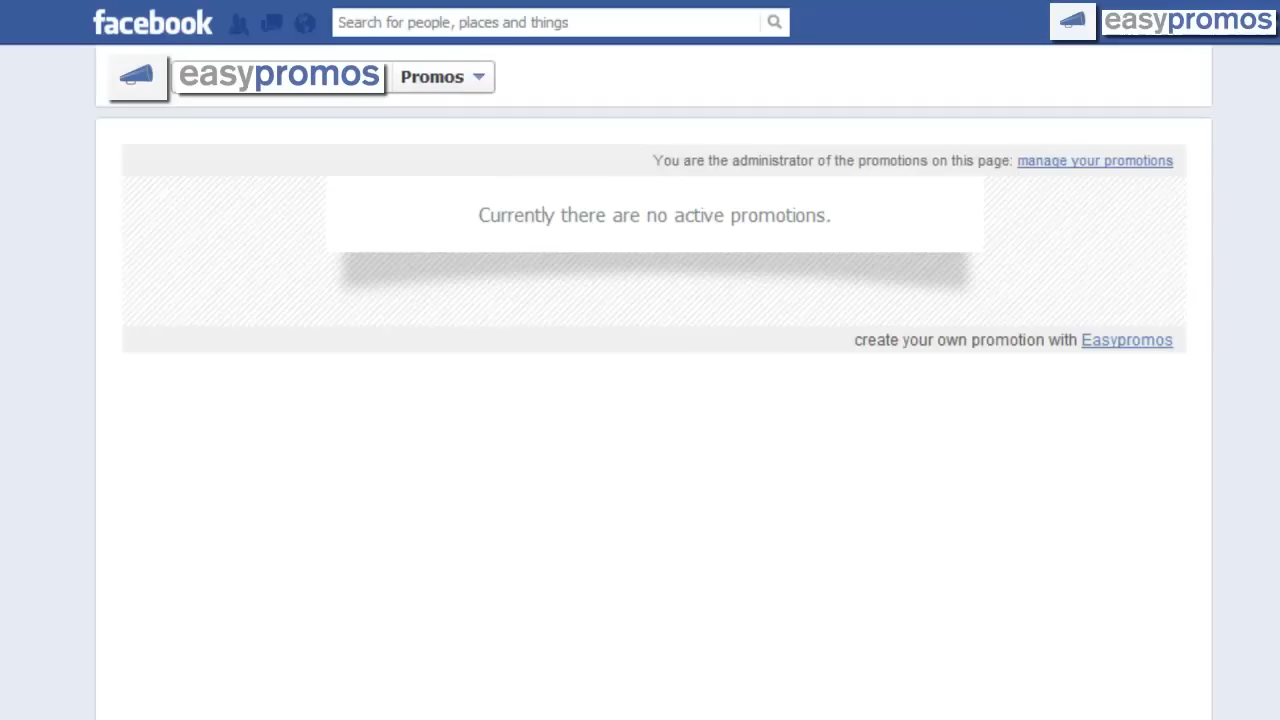 facebook Search for people, places and things easypromos
easypromos Promos
You are the administrator of the promotions on this page: manage your promotions
Currently there are no active promotions.
create your own promotion with Easypromos